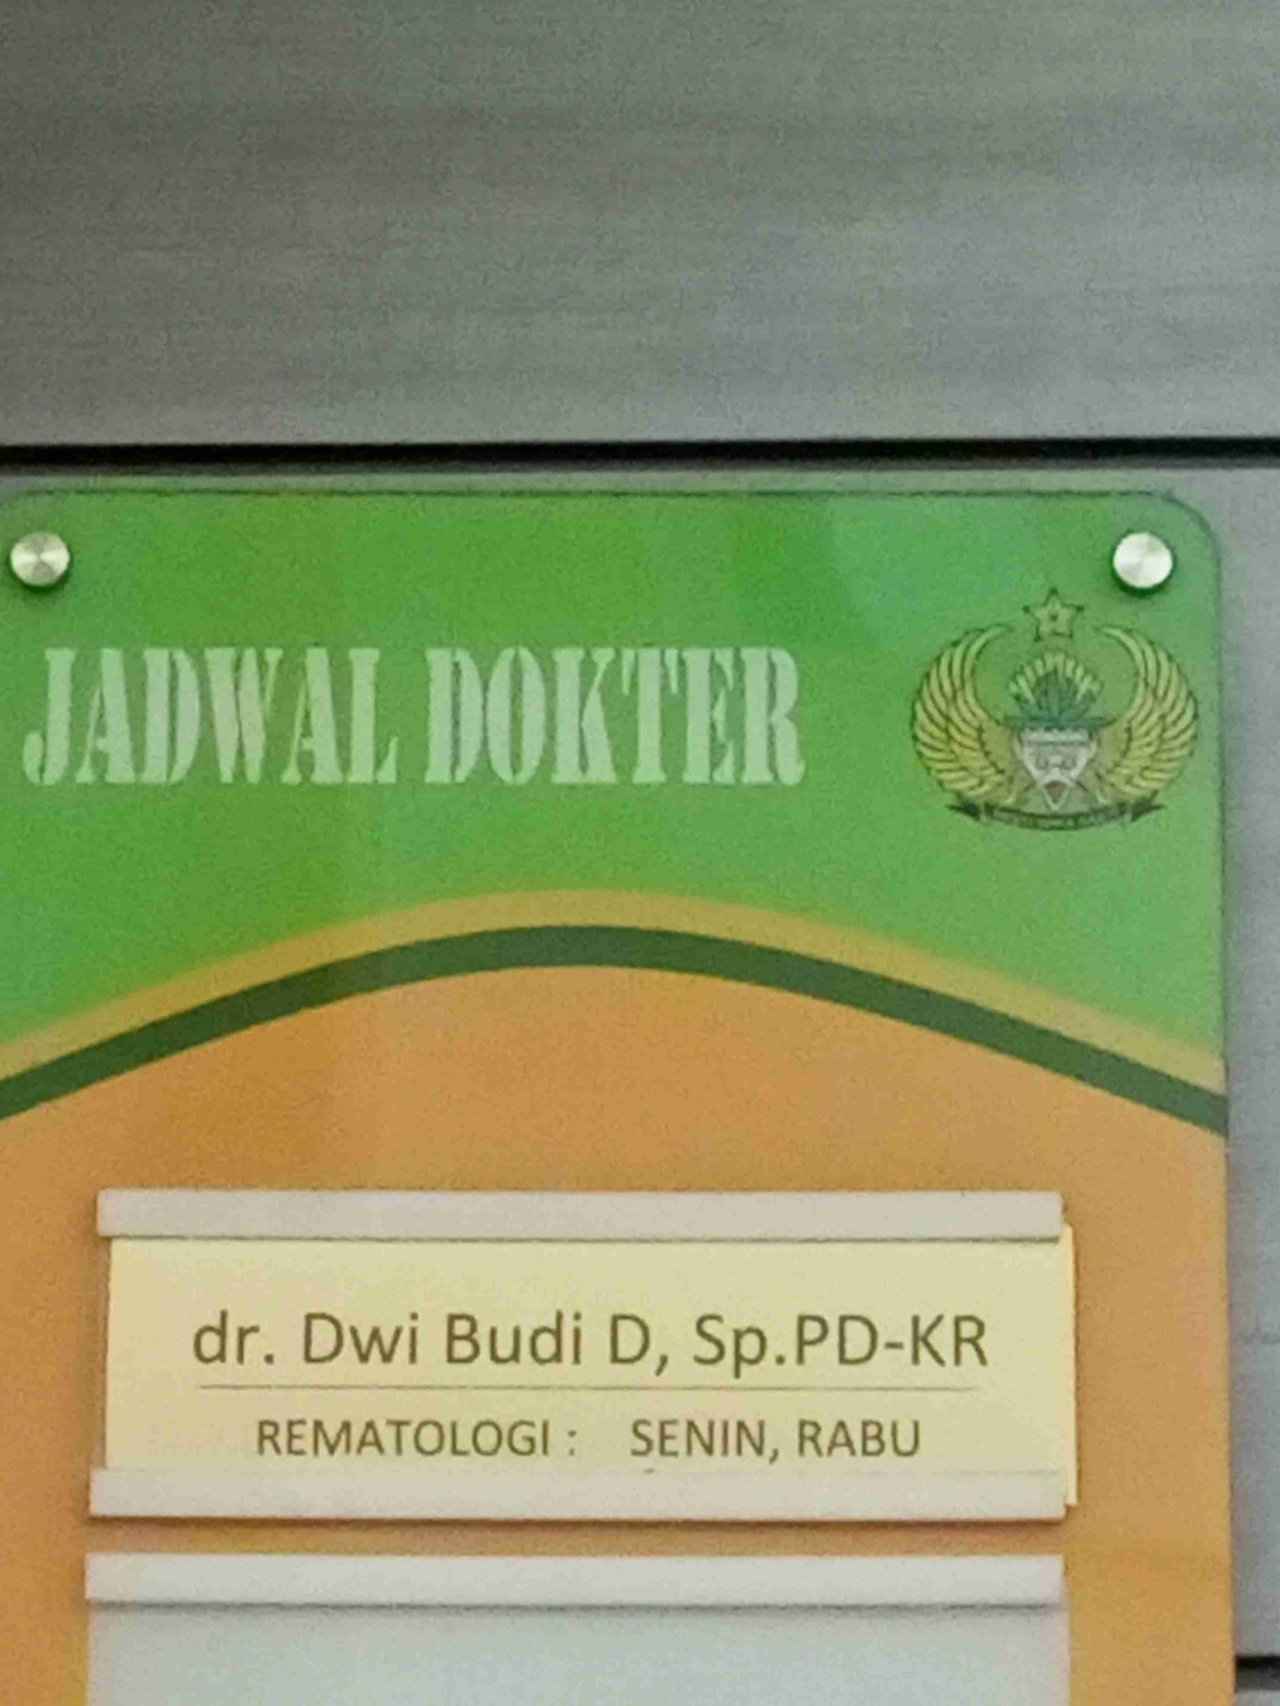 JADWAL DOKTER
dr. Dwi Budi D, Sp.PD-KR
REMATOLOGI : SENIN, RABU